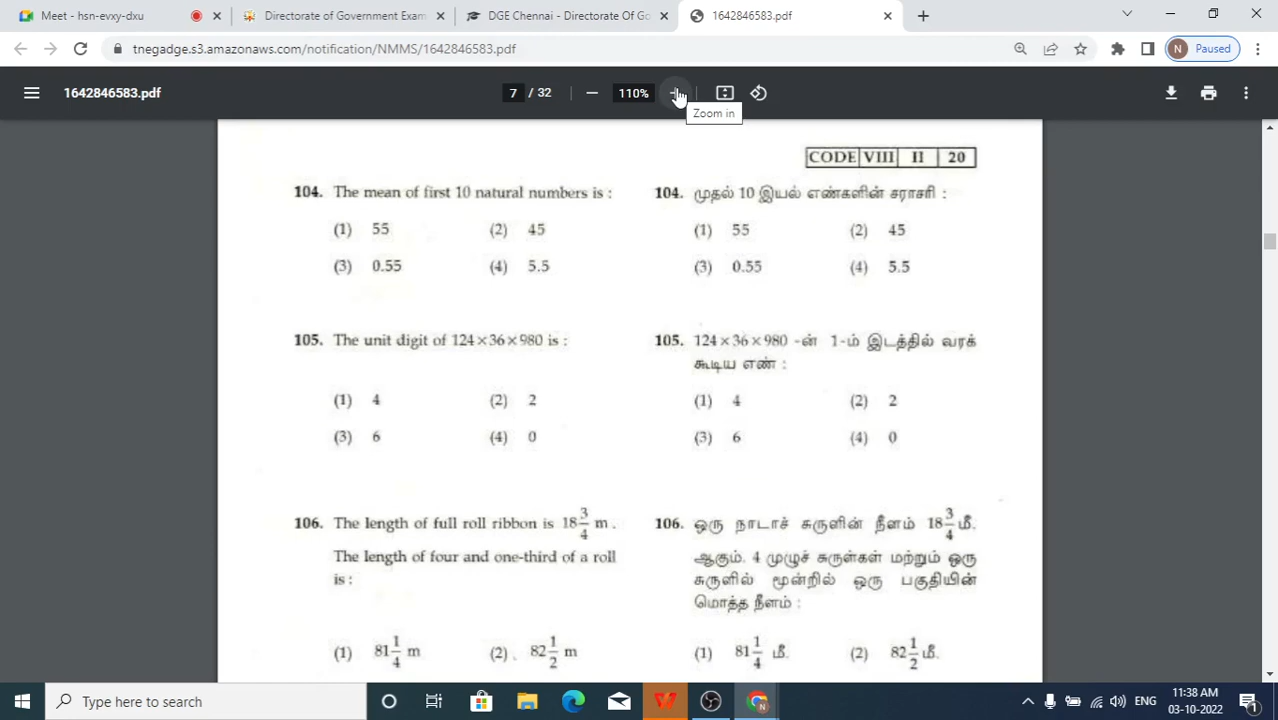 Meet - hsn-evxy-dxu
Directorate of Government Exam
DGE Chennai - Directorate Of Go
1642846583.pdf
tnegadge.s3.amazonaws.com/notification/NMMS/1642846583.pdf
N Paused
1642846583.pdf
7 / 32
110%
Zoom in
CODE VIII II 20
104. The mean of first 10 natural numbers is :
(1) 55 (2) 45
(3) 0.55 (4) 5.5
104. முதல் 10 இயல் எண்களின் சராசரி :
(1) 55 (2) 45
(3) 0.55 (4) 5.5
105. The unit digit of 124×36×980 is :
(1) 4 (2) 2
(3) 6 (4) 0
105. 124×36×980 -ன் 1-ம் இடத்தில் வரக்
கூடிய எண் :
(1) 4 (2) 2
(3) 6 (4) 0
106. The length of full roll ribbon is 18 3/4 m .
The length of four and one-third of a roll
is :
(1) 81 1/4 m (2) 82 1/2 m
106. ஒரு நாடாச் சுருளின் நீளம் 18 3/4 மீ.
ஆகும். 4 முழுச் சுருள்கள் மற்றும் ஒரு
சுருளில் மூன்றில் ஒரு பகுதியின்
மொத்த நீளம் :
(1) 81 1/4 மீ. (2) 82 1/2 மீ.
Type here to search
ENG
11:38 AM
03-10-2022
1